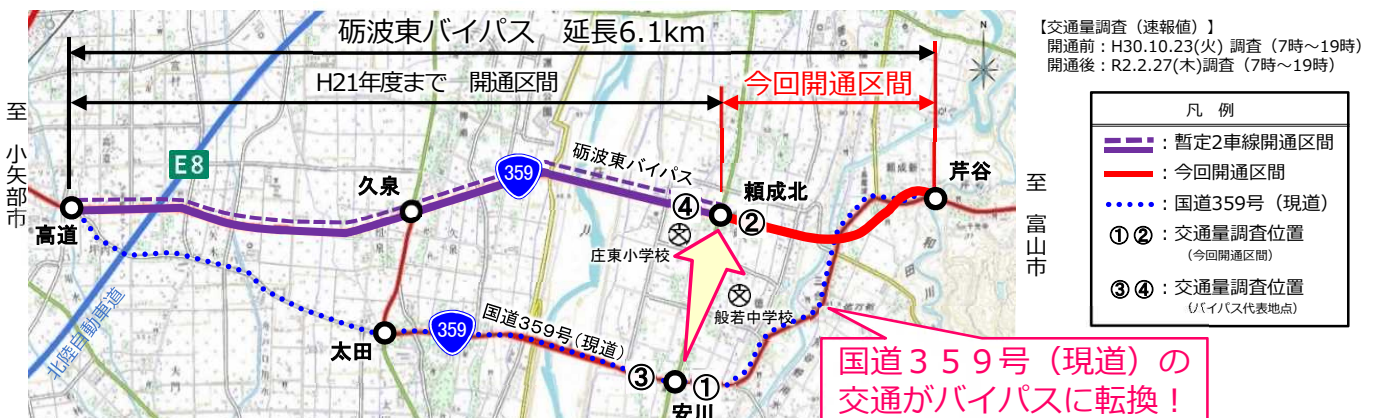 砺波東バイパス 延長6.1km
H21年度まで 開通区間
今回開通区間
【交通量調査（速報値）】
開通前：H30.10.23(火) 調査（7時～19時）
開通後：R2.2.27(木)調査（7時～19時）
凡 例
：暫定2車線開通区間
：今回開通区間
：国道359号（現道）
①②：交通量調査位置
（今回開通区間）
③④：交通量調査位置
（バイパス代表地点）
至 小矢部市
至 富山市
E8
359
砺波東バイパス
久泉
高道
④
頼成北
②
芹谷
庄東小学校
般若中学校
北陸自動車道
太田
359
国道359号（現道）
③
①
安川
国道３５９号（現道）の
交通がバイパスに転換！
N